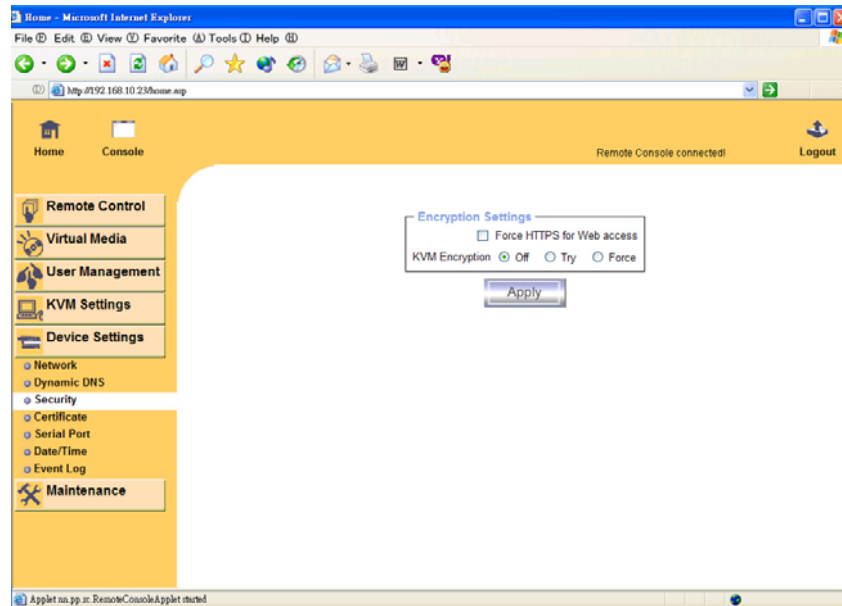 Home - Microsoft Internet Explorer
File (F) Edit (E) View (V) Favorite (A) Tools (T) Help (H)
(D) http://192.168.10.23/home.asp
Home
Console
Remote Console connected!
Logout
Remote Control
Virtual Media
User Management
KVM Settings
Device Settings
Network
Dynamic DNS
Security
Certificate
Serial Port
Date/Time
Event Log
Maintenance
Encryption Settings
Force HTTPS for Web access
KVM Encryption Off Try Force
Apply
Applet nn.pp.rc.RemoteConsoleApplet started